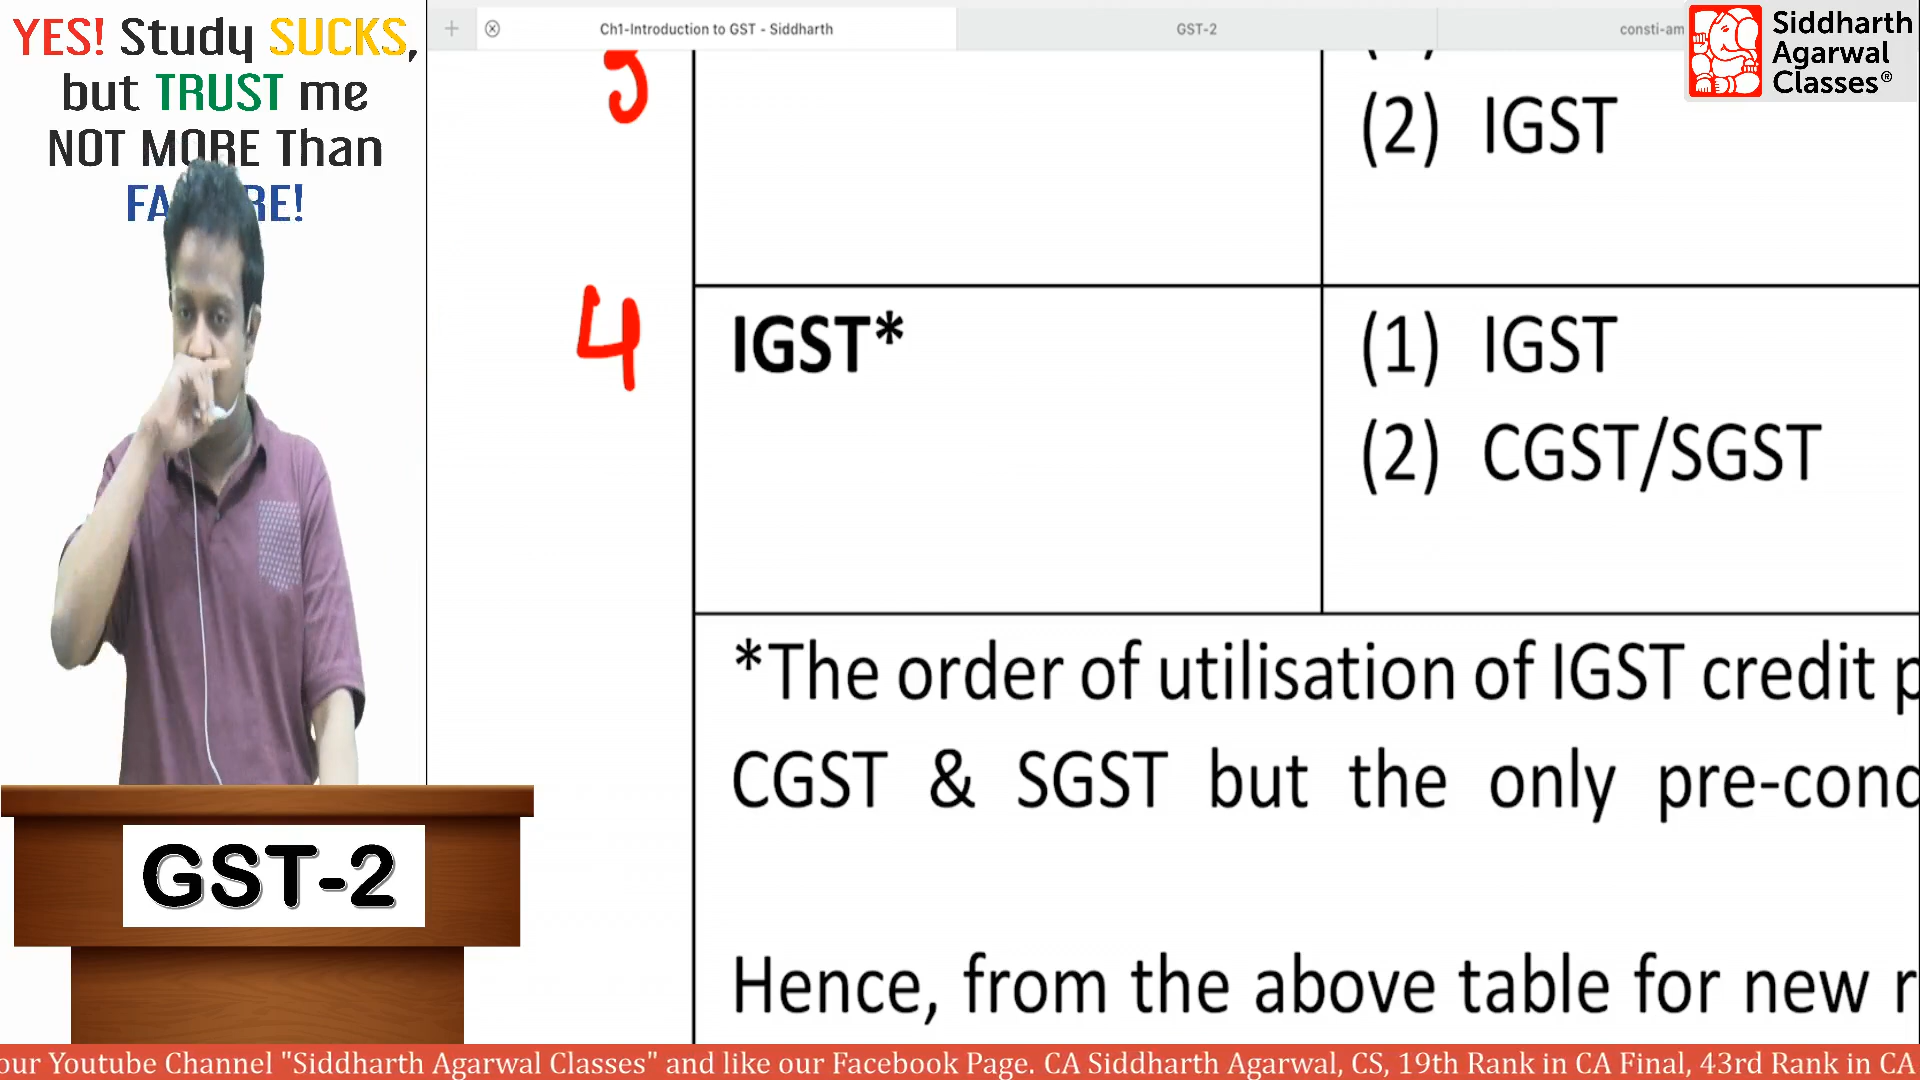 YES! Study SUCKS,
but TRUST me
NOT MORE Than
FA RE!
Ch1-Introduction to GST - Siddharth
GST-2
consti-am
Siddharth
Agarwal
Classes®
3
(2) IGST
4
IGST*
(1) IGST
(2) CGST/SGST
*The order of utilisation of IGST credit p
CGST & SGST but the only pre-cond
Hence, from the above table for new r
GST-2
our Youtube Channel "Siddharth Agarwal Classes" and like our Facebook Page. CA Siddharth Agarwal, CS, 19th Rank in CA Final, 43rd Rank in CA